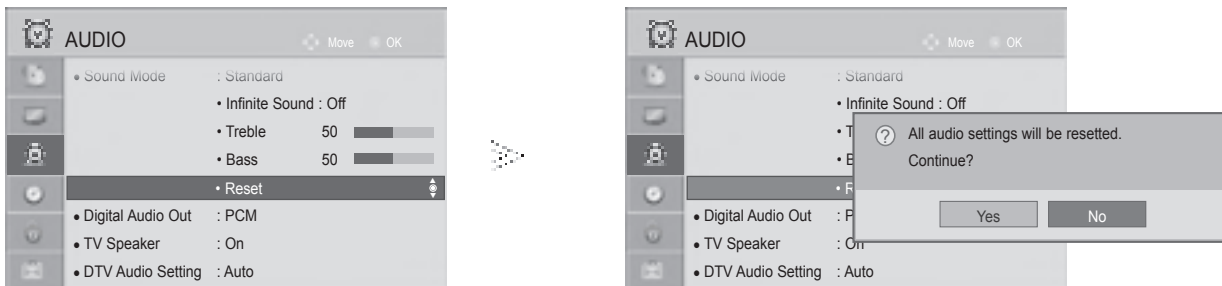 AUDIO
Move OK
• Sound Mode : Standard
• Infinite Sound : Off
• Treble 50
• Bass 50
• Reset
• Digital Audio Out : PCM
• TV Speaker : On
• DTV Audio Setting : Auto
AUDIO
Move OK
• Sound Mode : Standard
• Infinite Sound : Off
• T
• B
• R
• Digital Audio Out : P
• TV Speaker : On
• DTV Audio Setting : Auto
? All audio settings will be resetted.
Continue?
Yes No